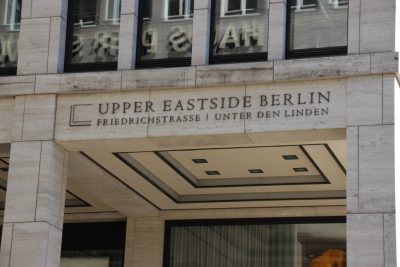 UPPER EASTSIDE BERLIN
FRIEDRICHSTRASSE | UNTER DEN LINDEN